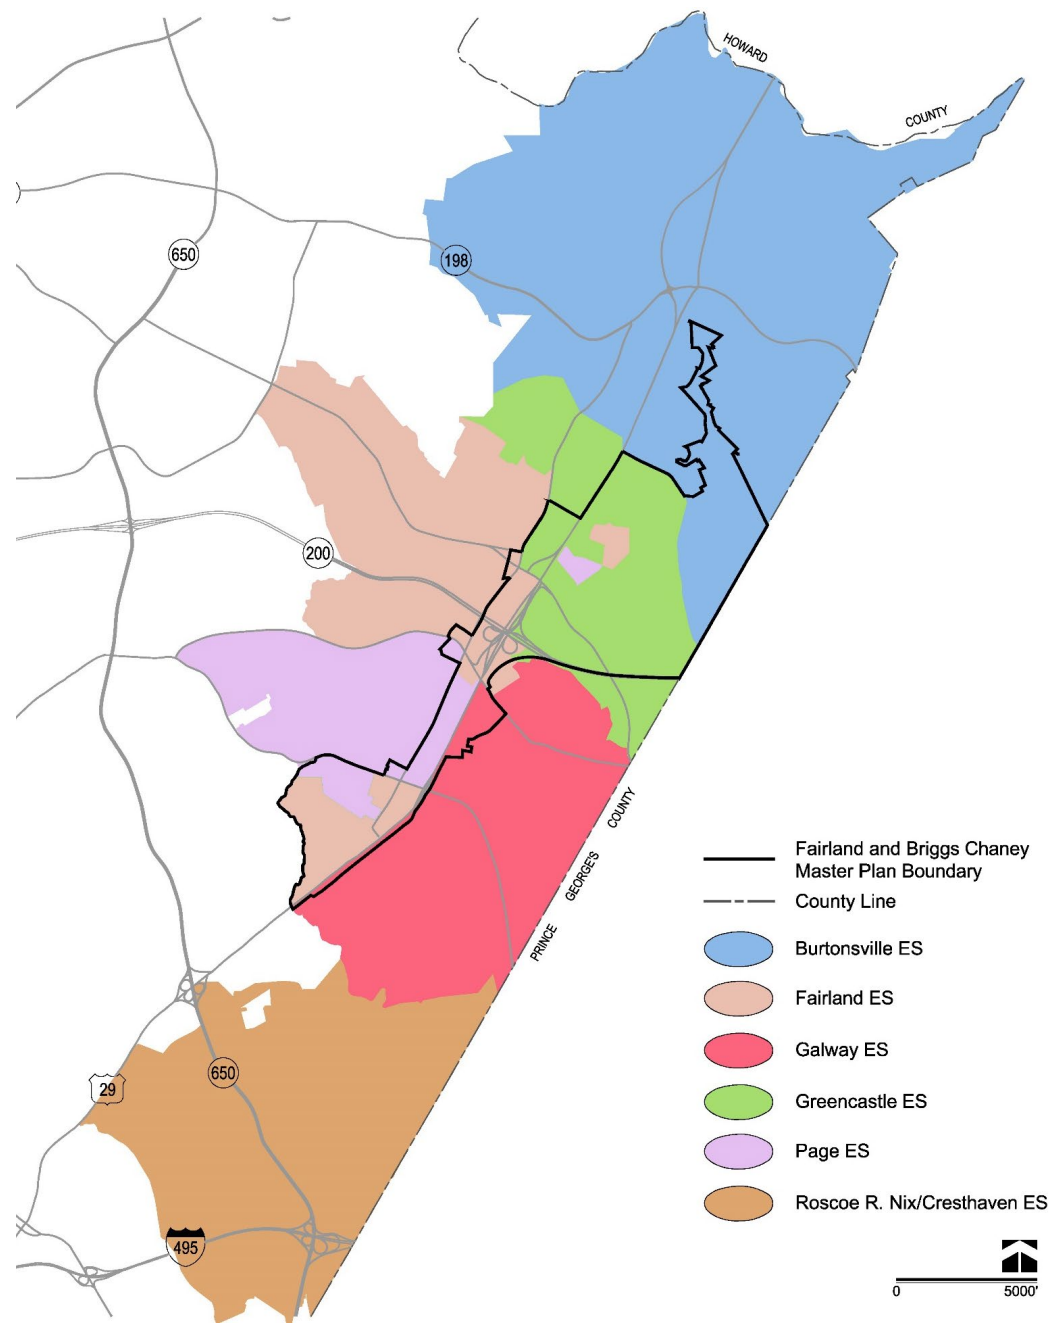 HOWARD
COUNTY
650
198
200
COUNTY
GEORGE'S
PRINCE
Fairland and Briggs Chaney
Master Plan Boundary
County Line
Burtonsville ES
Fairland ES
Galway ES
Greencastle ES
Page ES
Roscoe R. Nix/Cresthaven ES
650
29
495
0 5000'